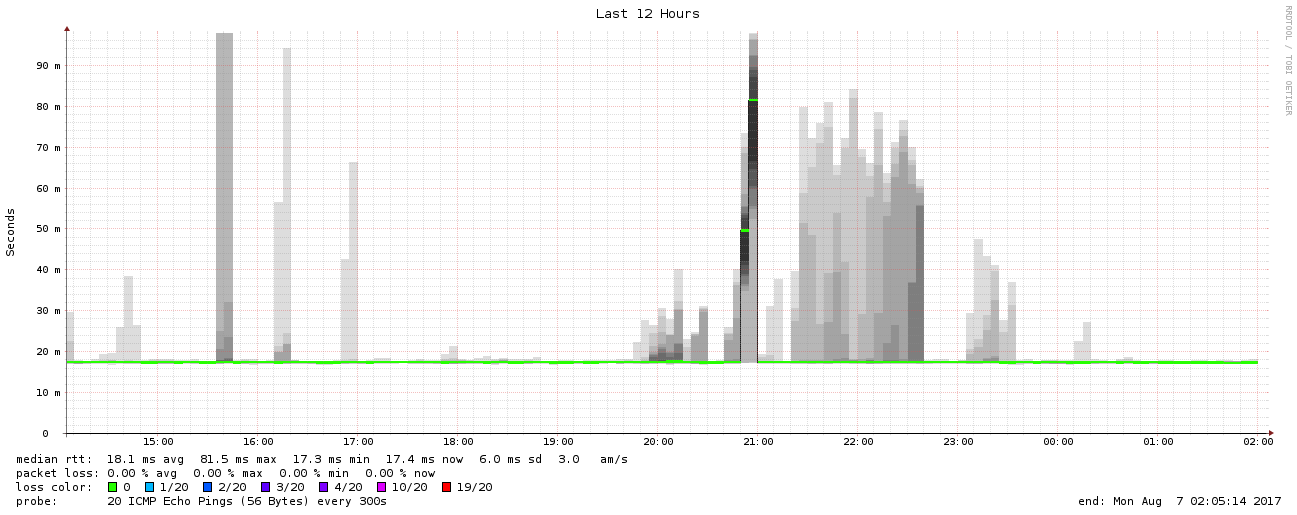 Last 12 Hours
RRDTOOL / TOBI OETIKER
Seconds
90 m
80 m
70 m
60 m
50 m
40 m
30 m
20 m
10 m
0
15:00 16:00 17:00 18:00 19:00 20:00 21:00 22:00 23:00 00:00 01:00 02:00
median rtt: 18.1 ms avg 81.5 ms max 17.3 ms min 17.4 ms now 6.0 ms sd 3.0 am/s
packet loss: 0.00 % avg 0.00 % max 0.00 % min 0.00 % now
loss color: 0 1/20 2/20 3/20 4/20 10/20 19/20
probe: 20 ICMP Echo Pings (56 Bytes) every 300s end: Mon Aug 7 02:05:14 2017